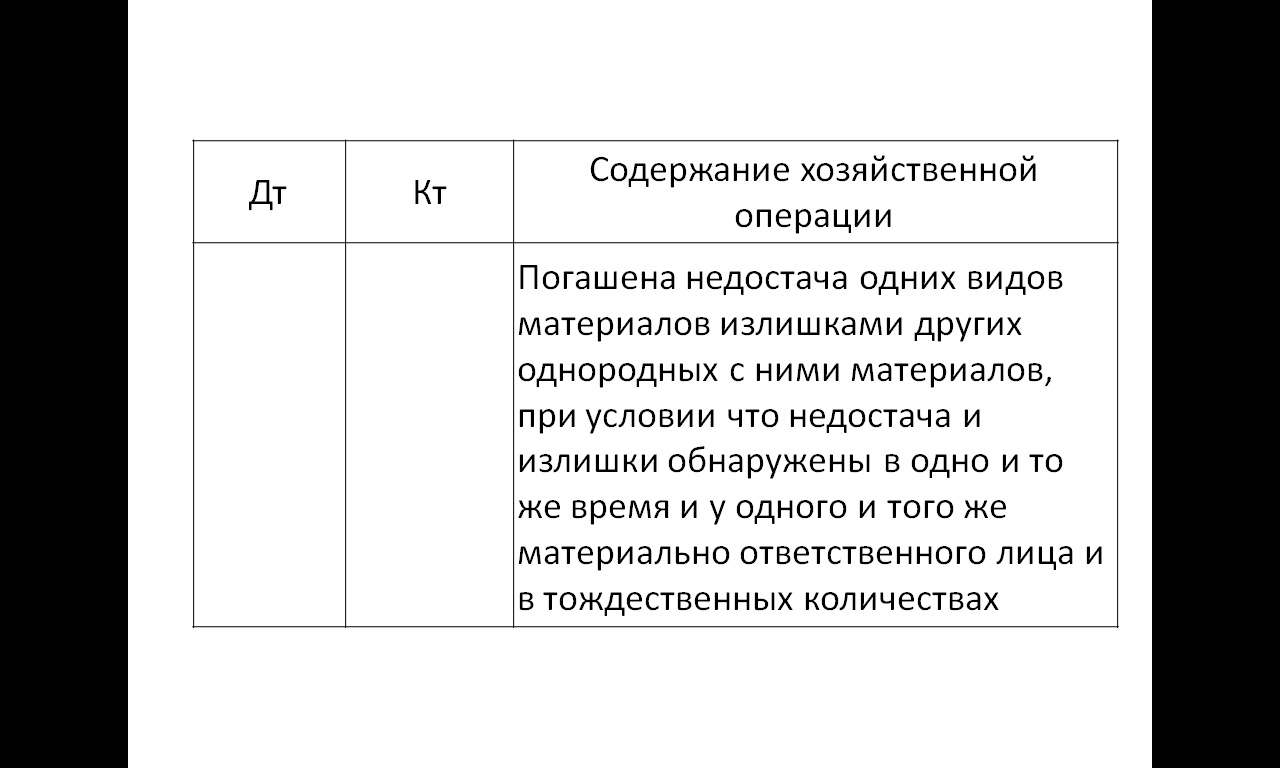 Дт
Кт
Содержание хозяйственной
операции
Погашена недостача одних видов
материалов излишками других
однородных с ними материалов,
при условии что недостача и
излишки обнаружены в одно и то
же время и у одного и того же
материально ответственного лица и
в тождественных количествах